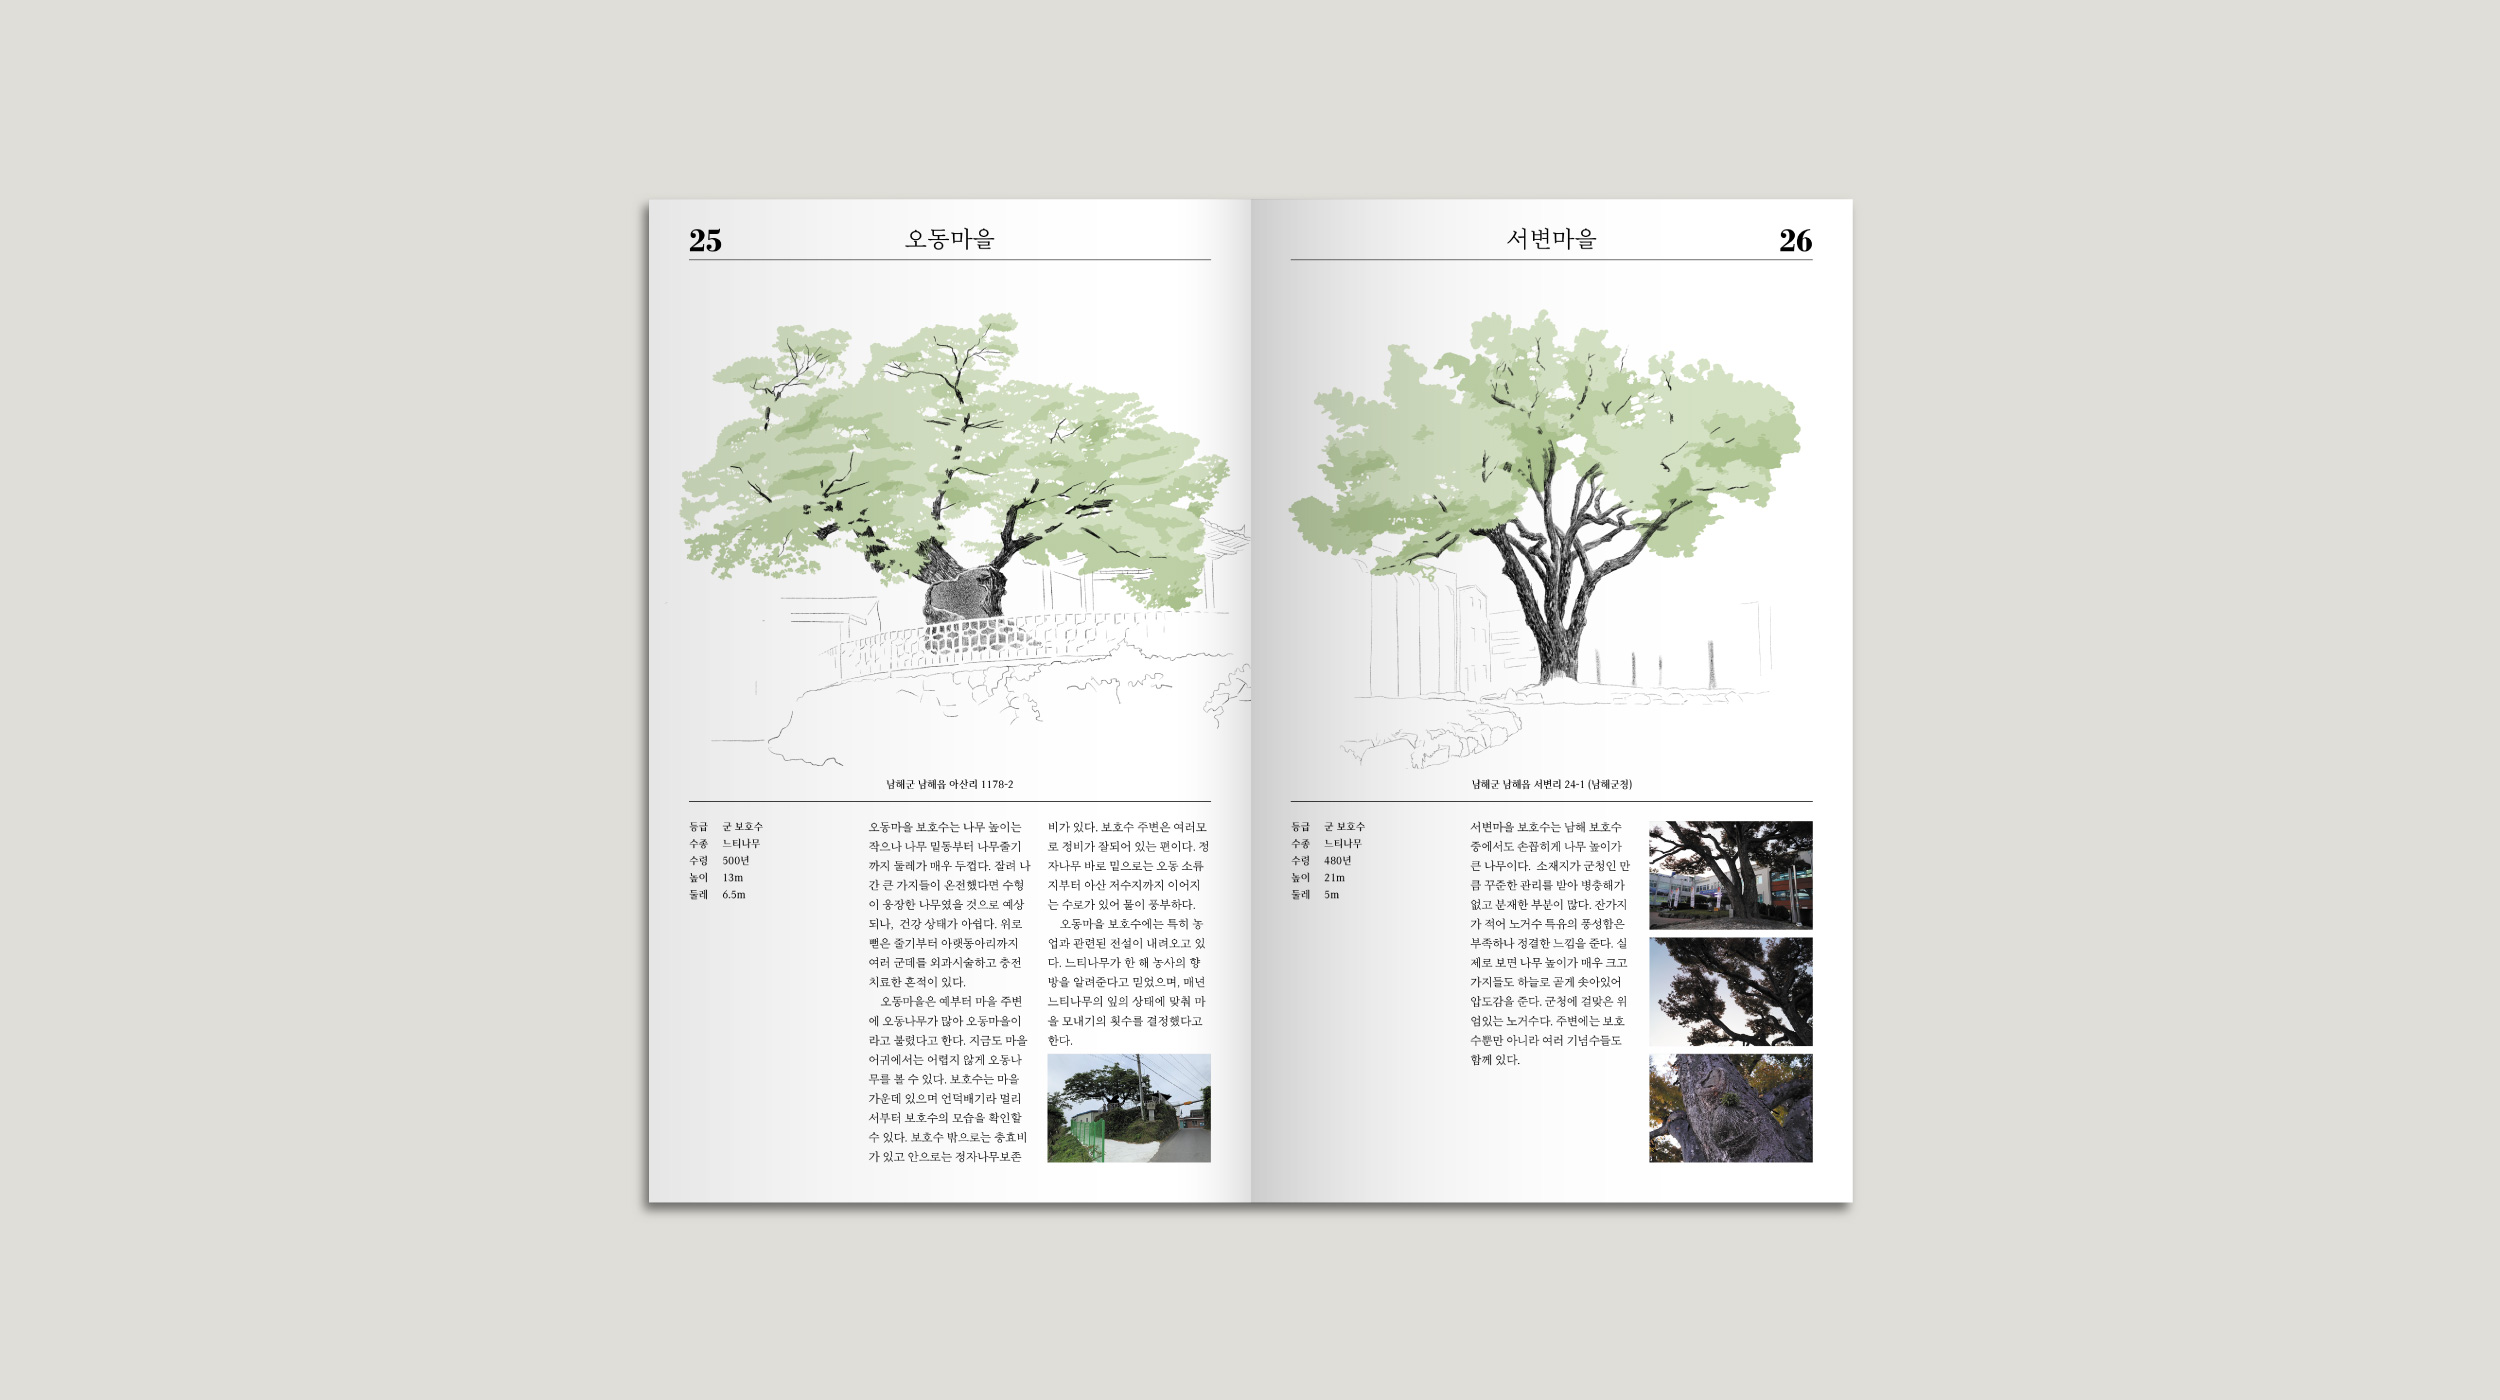 25
오동마을
남해군 남해읍 아산리 1178-2
등급 군 보호수
수종 느티나무
수령 500년
높이 13m
둘레 6.5m
오동마을 보호수는 나무 높이는
작으나 나무 밑동부터 나무줄기
까지 둘레가 매우 두껍다. 잘려 나
간 큰 가지들이 온전했다면 수형
이 웅장한 나무였을 것으로 예상
되나, 건강 상태가 아쉽다. 위로
뻗은 줄기부터 아랫동아리까지
여러 군데를 외과시술하고 충전
치료한 흔적이 있다.
오동마을은 예부터 마을 주변
에 오동나무가 많아 오동마을이
라고 불렸다고 한다. 지금도 마을
어귀에서는 어렵지 않게 오동나
무를 볼 수 있다. 보호수는 마을
가운데 있으며 언덕배기라 멀리
서부터 보호수의 모습을 확인할
수 있다. 보호수 밖으로는 충효비
가 있고 안으로는 정자나무보존
비가 있다. 보호수 주변은 여러모
로 정비가 잘되어 있는 편이다. 정
자나무 바로 밑으로는 오동 소류
지부터 아산 저수지까지 이어지
는 수로가 있어 물이 풍부하다.
오동마을 보호수에는 특히 농
업과 관련된 전설이 내려오고 있
다. 느티나무가 한 해 농사의 향
방을 알려준다고 믿었으며, 매년
느티나무의 잎의 상태에 맞춰 마
을 모내기의 횟수를 결정했다고
한다.
서변마을
26
남해군 남해읍 서변리 24-1 (남해군청)
등급 군 보호수
수종 느티나무
수령 480년
높이 21m
둘레 5m
서변마을 보호수는 남해 보호수
중에서도 손꼽히게 나무 높이가
큰 나무이다. 소재지가 군청인 만
큼 꾸준한 관리를 받아 병충해가
없고 분재한 부분이 많다. 잔가지
가 적어 노거수 특유의 풍성함은
부족하나 정결한 느낌을 준다. 실
제로 보면 나무 높이가 매우 크고
가지들도 하늘로 곧게 솟아있어
압도감을 준다. 군청에 걸맞은 위
엄있는 노거수다. 주변에는 보호
수뿐만 아니라 여러 기념수들도
함께 있다.